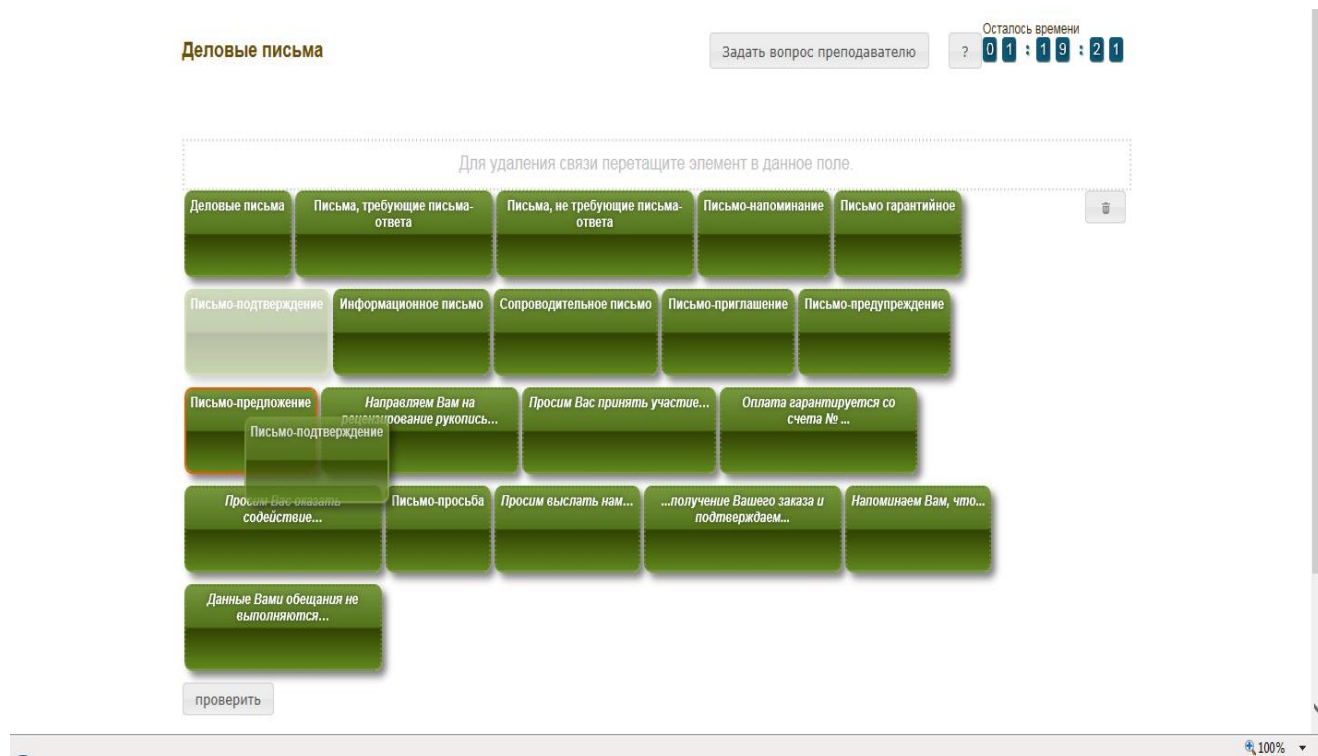 Осталось времени
Деловые письма
Задать вопрос преподавателю
?
01:19:21
Для удаления связи перетащите элемент в данное поле.
Деловые письма
Письма, требующие письма-
ответа
Письма, не требующие письма-
ответа
Письмо-напоминание
Письмо гарантийное
Письмо-подтверждение
Информационное письмо
Сопроводительное письмо
Письмо-приглашение
Письмо-предупреждение
Письмо-предложение
Направляем Вам на
рецензирование рукопись...
Просим Вас принять участие...
Оплата гарантируется со
счета № ...
Письмо-подтверждение
Просим Вас оказать
содействие...
Письмо-просьба
Просим выслать нам...
...получение Вашего заказа и
подтверждаем...
Напоминаем Вам, что...
Данные Вами обещания не
выполняются...
проверить
100%